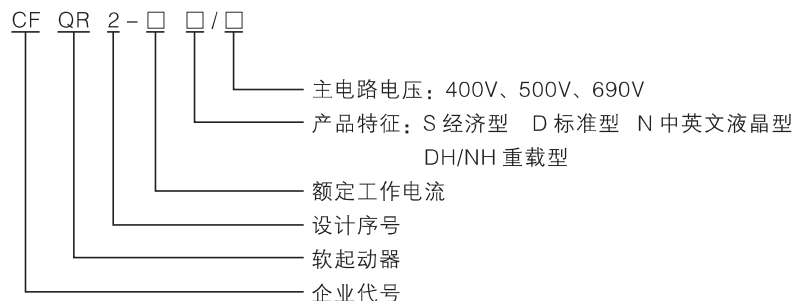 CF QR 2-□ □/□
主电路电压：400V、500V、690V
产品特征：S 经济型 D 标准型 N 中英文液晶型
DH/NH 重载型
额定工作电流
设计序号
软起动器
企业代号